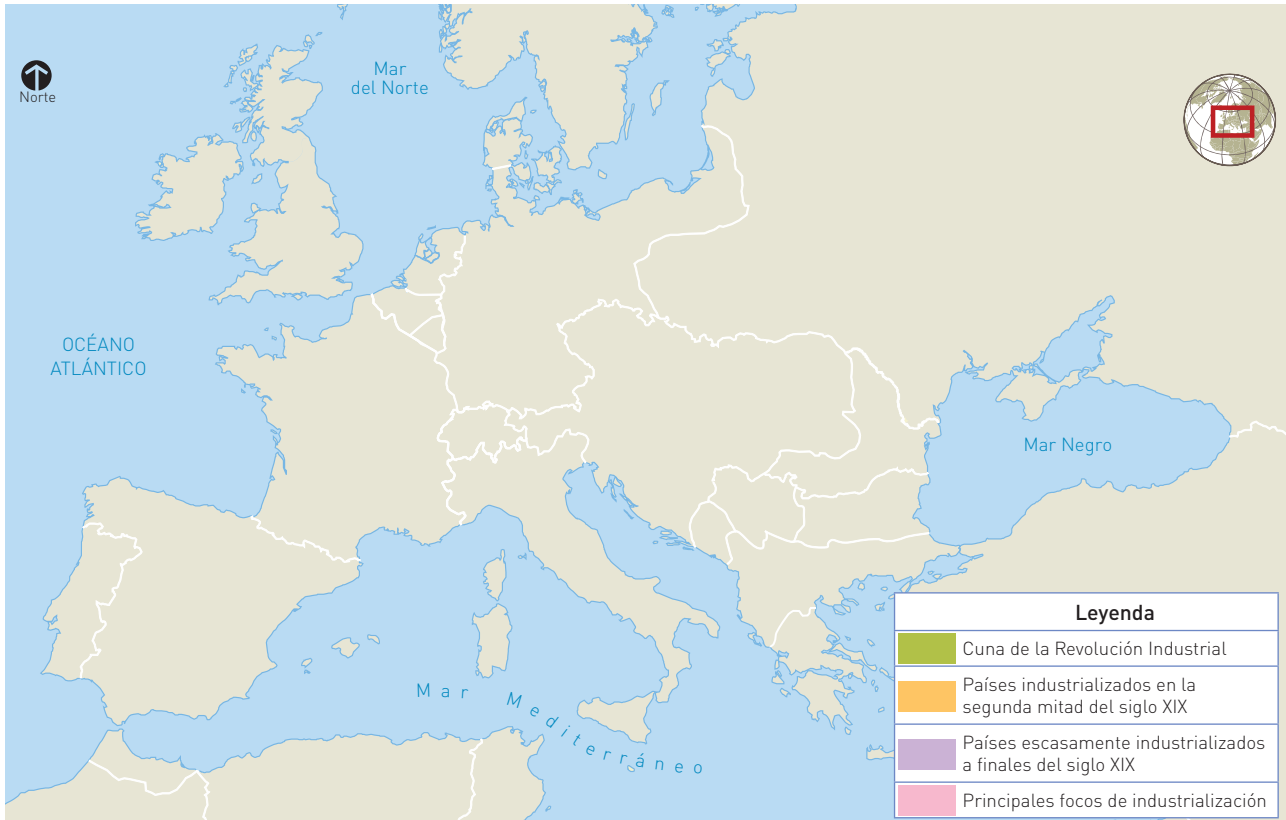 Norte
Mar
del Norte
OCÉANO
ATLÁNTICO
Mar Negro
Mar Mediterráneo
Leyenda
Cuna de la Revolución Industrial
Países industrializados en la
segunda mitad del siglo XIX
Países escasamente industrializados
a finales del siglo XIX
Principales focos de industrialización